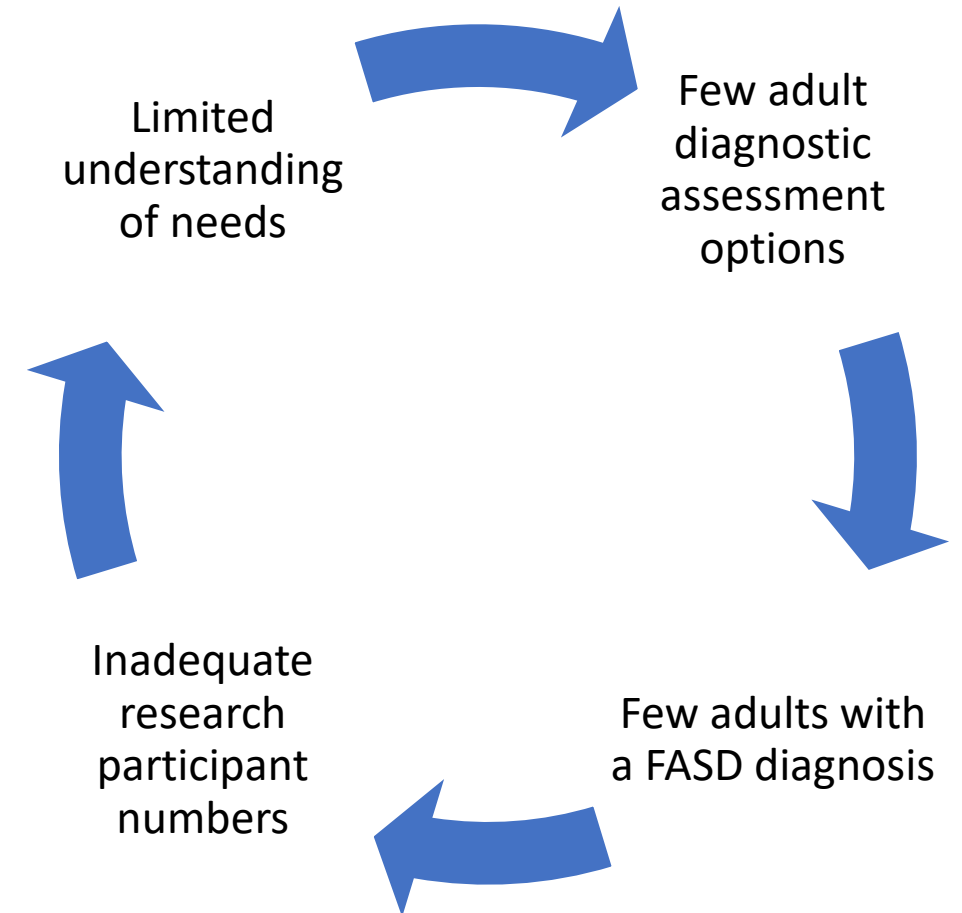 Limited
understanding
of needs
Few adult
diagnostic
assessment
options
Few adults with
a FASD diagnosis
Inadequate
research
participant
numbers